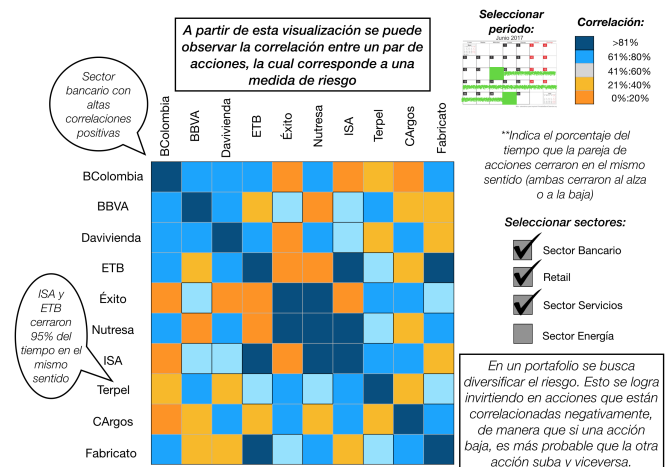 A partir de esta visualización se puede
observar la correlación entre un par de
acciones, la cual corresponde a una
medida de riesgo
Seleccionar
periodo:
Junio 2017
Correlación:
>81%
61%:80%
41%:60%
21%:40%
0%:20%
Sector
bancario con
altas
correlaciones
positivas
BColombia
BBVA
Davivienda
ETB
Éxito
Nutresa
ISA
Terpel
CArgos
Fabricato
**Indica el porcentaje del
tiempo que la pareja de
acciones cerraron en el mismo
sentido (ambas cerraron al alza
o a la baja)
BColombia
BBVA
Davivienda
ETB
Éxito
Nutresa
ISA
Terpel
CArgos
Fabricato
Seleccionar sectores:
Sector Bancario
Retail
Sector Servicios
Sector Energía
ISA y
ETB
cerraron
95% del
tiempo en el
mismo
sentido
En un portafolio se busca
diversificar el riesgo. Esto se logra
invirtiendo en acciones que están
correlacionadas negativamente,
de manera que si una acción
baja, es más probable que la otra
acción suba y viceversa.